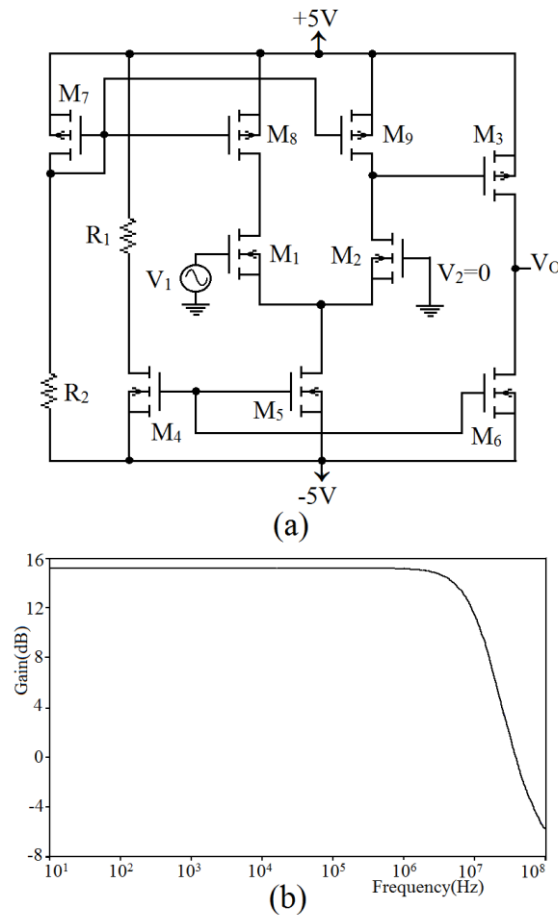 +5V
M7
M8
M9
M3
R1
M1
M2
V1
V2=0
VO
R2
M4
M5
M6
-5V
(a)
16
12
8
4
0
-4
-8
Gain(dB)
10^1 10^2 10^3 10^4 10^5 10^6 10^7 10^8
Frequency(Hz)
(b)